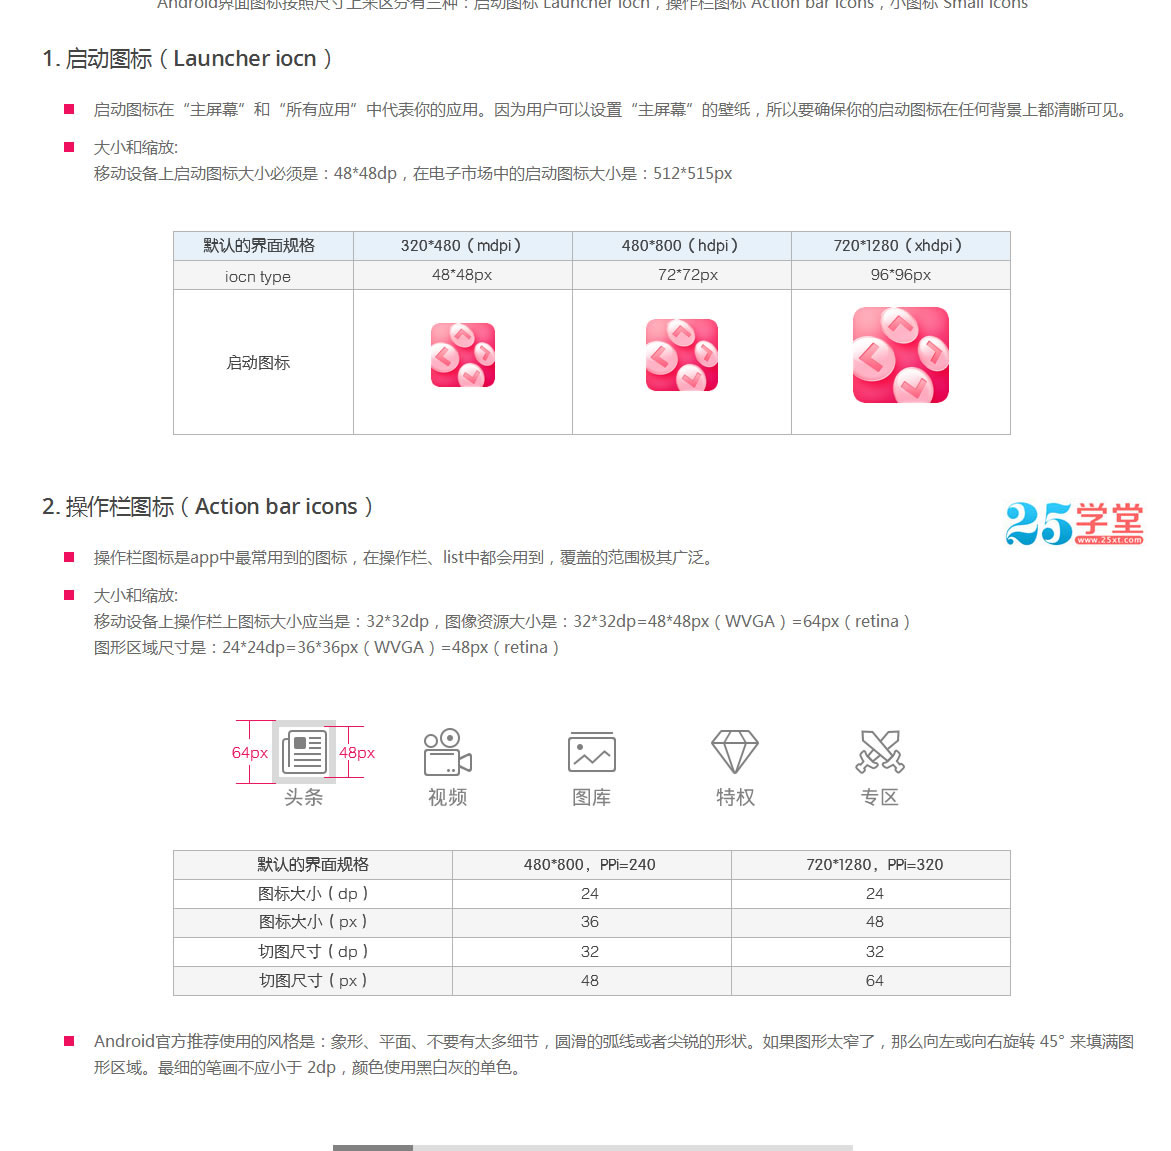 Android界面图标按照尺寸上来区分有三种：启动图标 Launcher iocn，操作栏图标 Action bar icons，小图标 Small icons
1. 启动图标（Launcher iocn）
启动图标在“主屏幕”和“所有应用”中代表你的应用。因为用户可以设置“主屏幕”的壁纸，所以要确保你的启动图标在任何背景上都清晰可见。
大小和缩放:
移动设备上启动图标大小必须是：48*48dp，在电子市场中的启动图标大小是：512*515px
默认的界面规格 320*480（mdpi） 480*800（hdpi） 720*1280（xhdpi）
iocn type 48*48px 72*72px 96*96px
启动图标
2. 操作栏图标（Action bar icons）
25学堂
www.25xt.com
操作栏图标是app中最常用到的图标，在操作栏、list中都会用到，覆盖的范围极其广泛。
大小和缩放:
移动设备上操作栏上图标大小应当是：32*32dp，图像资源大小是：32*32dp=48*48px（WVGA）=64px（retina）
图形区域尺寸是：24*24dp=36*36px（WVGA）=48px（retina）
64px 48px
头条 视频 图库 特权 专区
默认的界面规格 480*800，PPi=240 720*1280，PPi=320
图标大小（dp） 24 24
图标大小（px） 36 48
切图尺寸（dp） 32 32
切图尺寸（px） 48 64
Android官方推荐使用的风格是：象形、平面、不要有太多细节，圆滑的弧线或者尖锐的形状。如果图形太窄了，那么向左或向右旋转 45° 来填满图
形区域。最细的笔画不应小于 2dp，颜色使用黑白灰的单色。